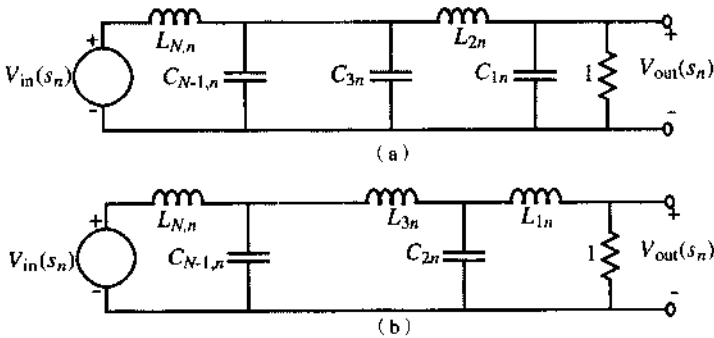 +
L_{N,n}
L_{2n}
+
V_{in}(s_n)
C_{N-1,n}
C_{3n}
C_{1n}
1
V_{out}(s_n)
-
-
(a)
+
L_{N,n}
L_{3n}
L_{1n}
+
V_{in}(s_n)
C_{N-1,n}
C_{2n}
1
V_{out}(s_n)
-
-
(b)